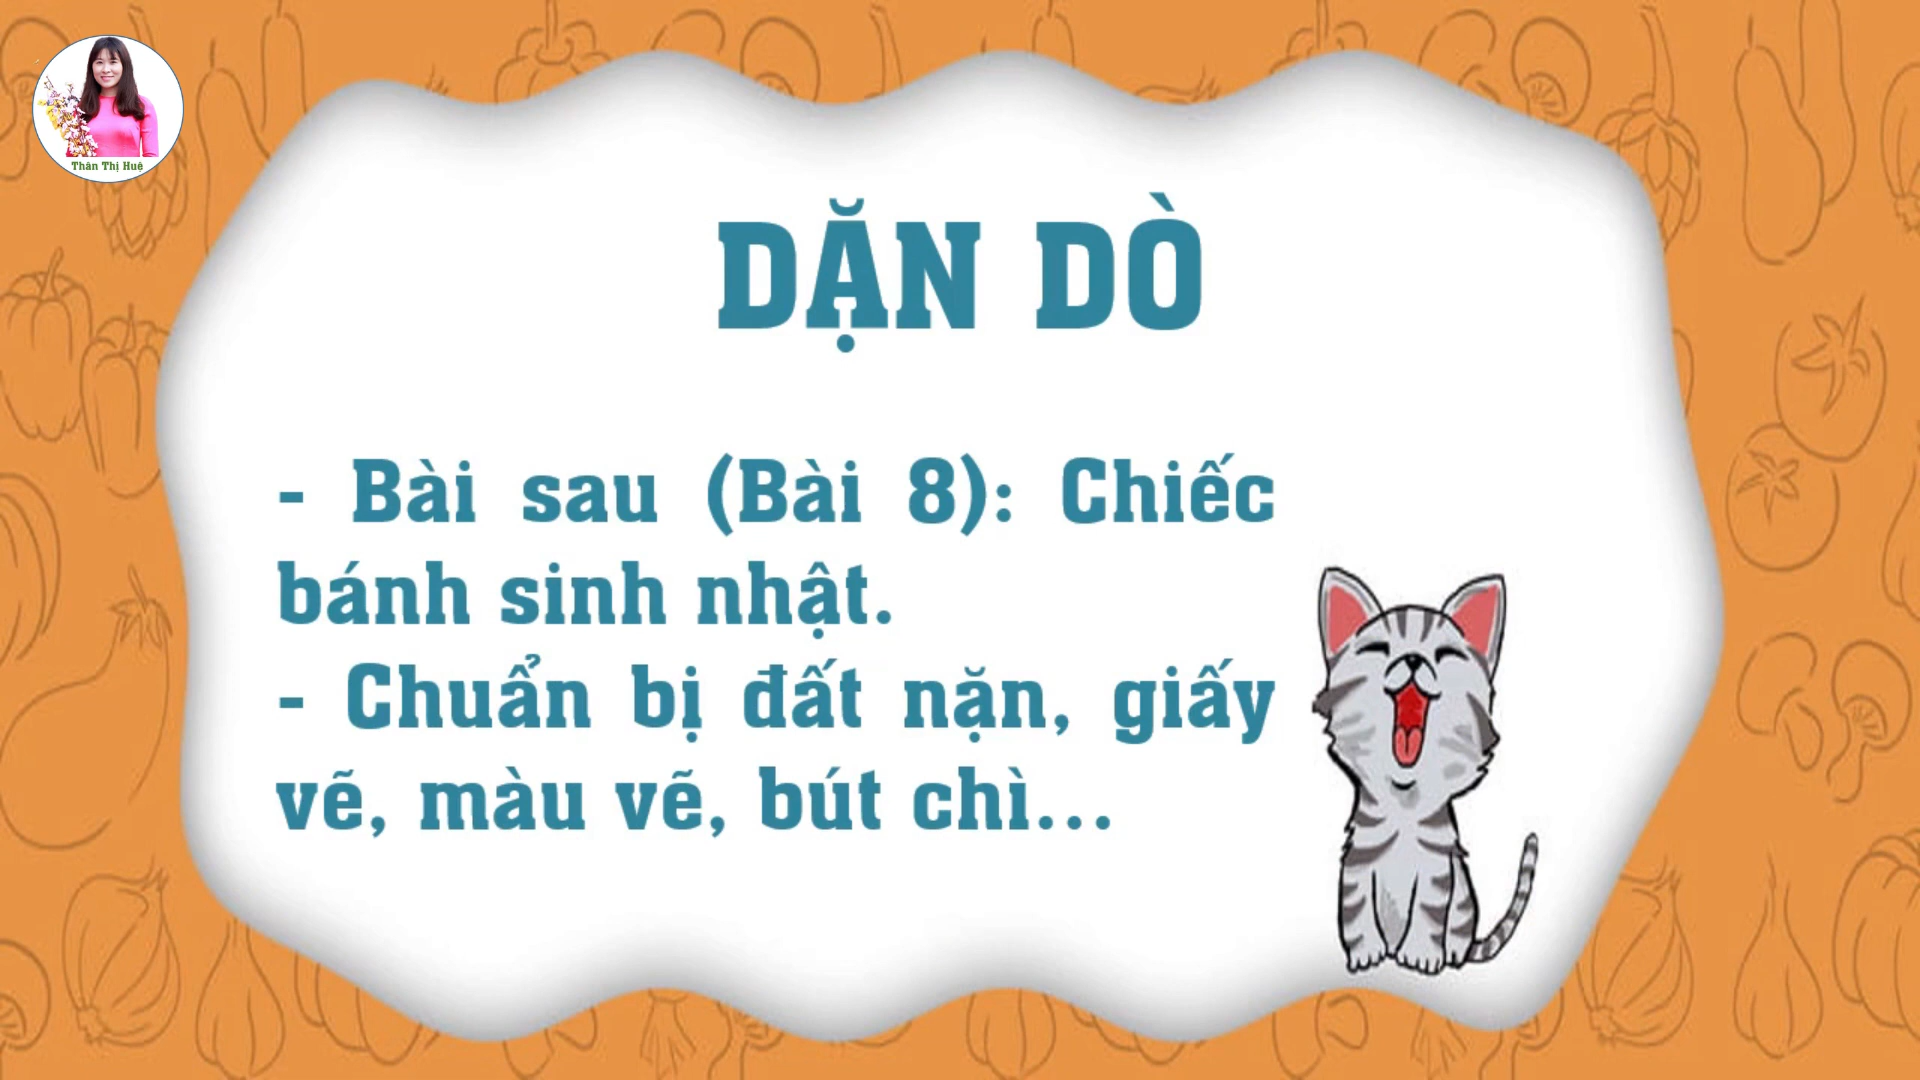 Thân Thị Huệ
DẶN DÒ
- Bài sau (Bài 8): Chiếc
bánh sinh nhật.
- Chuẩn bị đất nặn, giấy
vẽ, màu vẽ, bút chì...